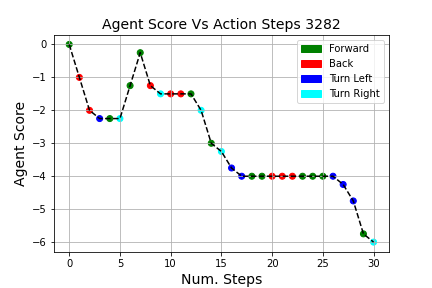 Agent Score Vs Action Steps 3282
Forward
Back
Turn Left
Turn Right
Agent Score
0
−1
−2
−3
−4
−5
−6
0 5 10 15 20 25 30
Num. Steps